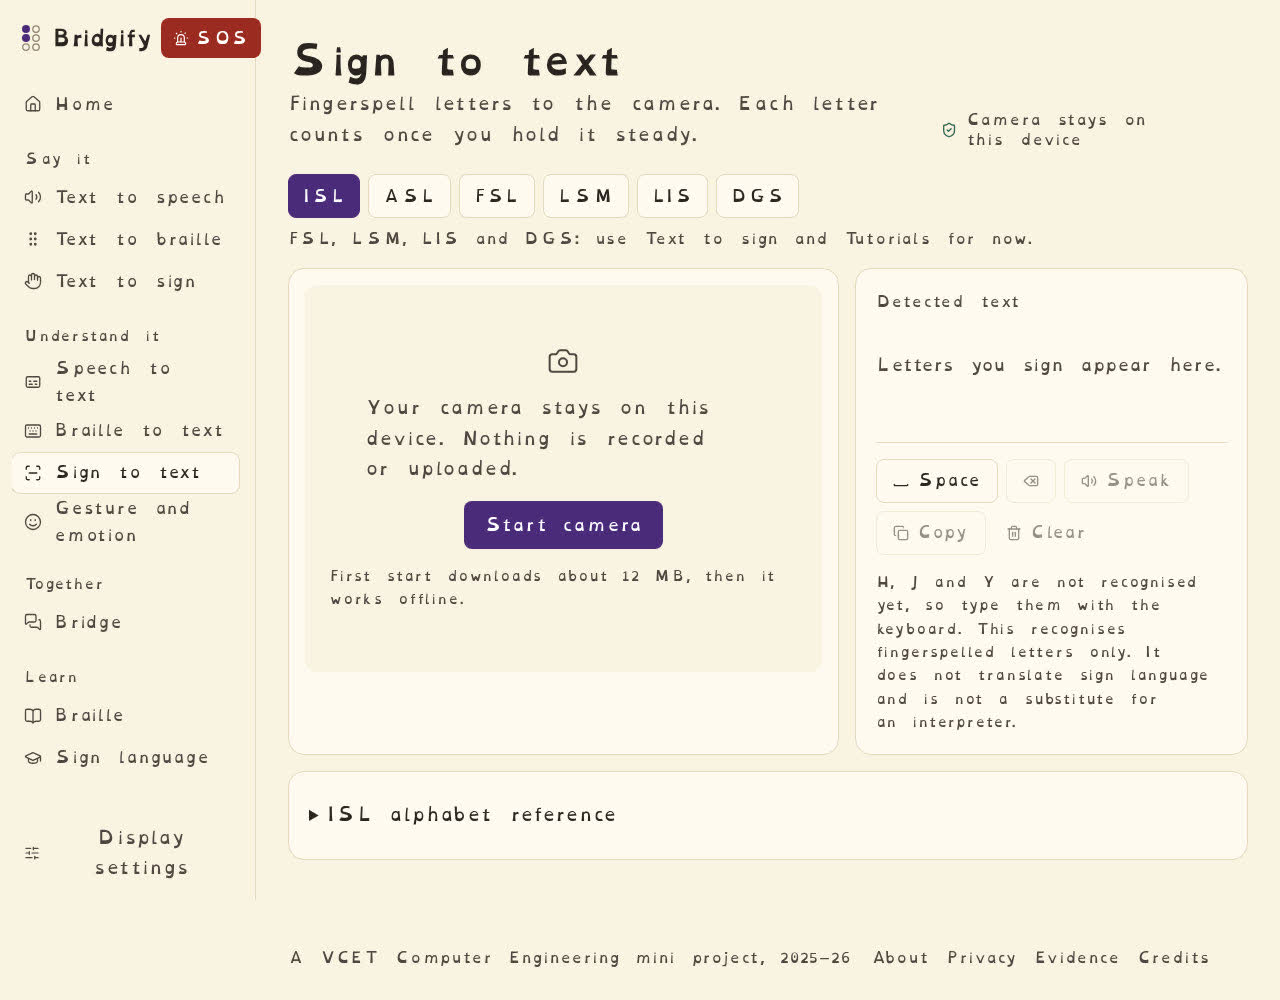 Bridgify
SOS
Home
Say it
Text to speech
Text to braille
Text to sign
Understand it
Speech to
text
Braille to text
Sign to text
Gesture and
emotion
Together
Bridge
Learn
Braille
Sign language
Display
settings
Sign to text
Fingerspell letters to the camera. Each letter
counts once you hold it steady.
Camera stays on
this device
ISL ASL FSL LSM LIS DGS
FSL, LSM, LIS and DGS: use Text to sign and Tutorials for now.
Your camera stays on this
device. Nothing is recorded
or uploaded.
Start camera
First start downloads about 12 MB, then it
works offline.
Detected text
Letters you sign appear here.
Space Speak
Copy Clear
H, J and Y are not recognised
yet, so type them with the
keyboard. This recognises
fingerspelled letters only. It
does not translate sign language
and is not a substitute for
an interpreter.
ISL alphabet reference
A VCET Computer Engineering mini project, 2025–26 About Privacy Evidence Credits